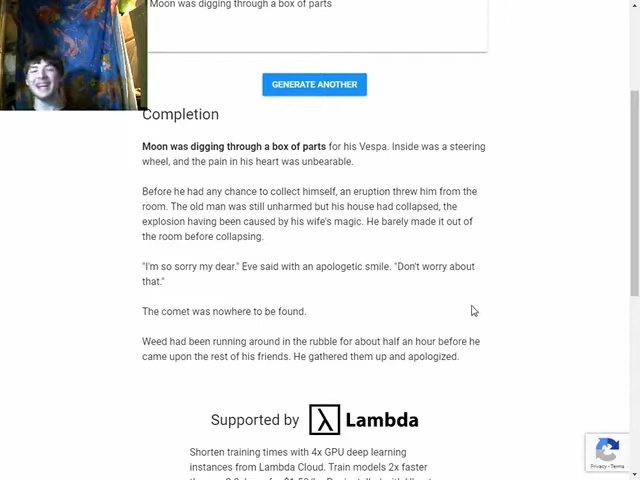 Moon was digging through a box of parts
GENERATE ANOTHER
Completion
Moon was digging through a box of parts for his Vespa. Inside was a steering
wheel, and the pain in his heart was unbearable.
Before he had any chance to collect himself, an eruption threw him from the
room. The old man was still unharmed but his house had collapsed, the
explosion having been caused by his wife's magic. He barely made it out of
the room before collapsing.
"I'm so sorry my dear." Eve said with an apologetic smile. "Don't worry about
that."
The comet was nowhere to be found.
Weed had been running around in the rubble for about half an hour before he
came upon the rest of his friends. He gathered them up and apologized.
Supported by λ Lambda
Shorten training times with 4x GPU deep learning
instances from Lambda Cloud. Train models 2x faster
Privacy - Terms